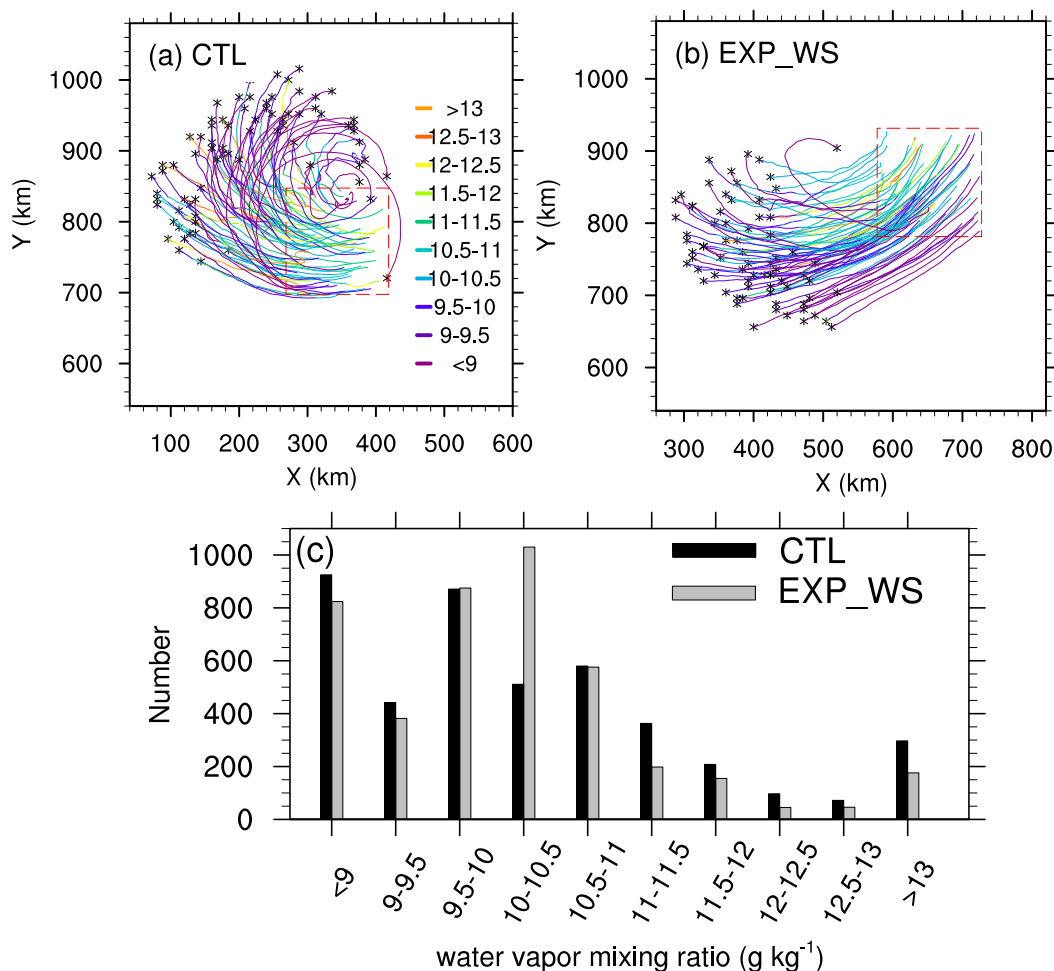 (a) CTL
1000
900
800
700
600
Y (km)
100 200 300 400 500 600
X (km)
>13
12.5-13
12-12.5
11.5-12
11-11.5
10.5-11
10-10.5
9.5-10
9-9.5
<9
(b) EXP_WS
1000
900
800
700
600
Y (km)
300 400 500 600 700 800
X (km)
(c)
CTL
EXP_WS
1000
800
600
400
200
0
Number
<9 9-9.5 9.5-10 10-10.5 10.5-11 11-11.5 11.5-12 12-12.5 12.5-13 >13
water vapor mixing ratio (g kg⁻¹)